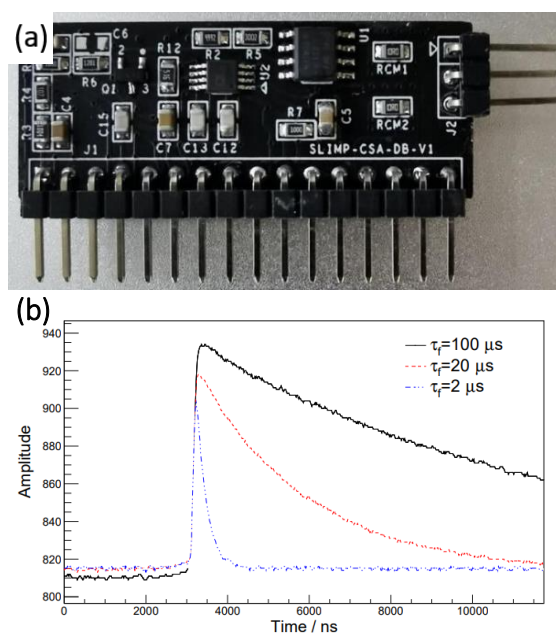 (a)
C6
2
R12
R2
R5
U1
RCM1
R6
Q1
3
U2
R4
C4
C5
R7
RCM2
J2
R3
C15
J1
C7
C13
C12
SLIMP-CSA-DB-V1
(b)
940
920
900
880
860
840
820
800
Amplitude
τf=100 μs
τf=20 μs
τf=2 μs
0
2000
4000
6000
8000
10000
Time / ns